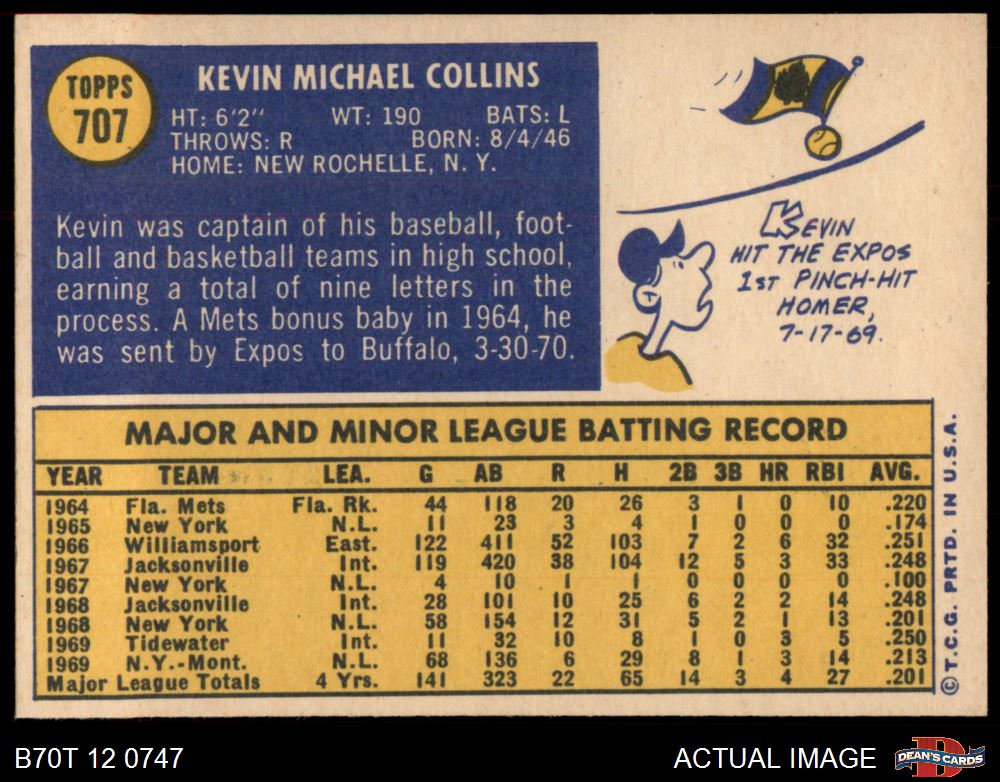 TOPPS
707
KEVIN MICHAEL COLLINS
HT: 6'2" WT: 190 BATS: L
THROWS: R BORN: 8/4/46
HOME: NEW ROCHELLE, N. Y.
Kevin was captain of his baseball, foot-
ball and basketball teams in high school,
earning a total of nine letters in the
process. A Mets bonus baby in 1964, he
was sent by Expos to Buffalo, 3-30-70.
KEVIN
HIT THE EXPOS
1ST PINCH-HIT
HOMER,
7-17-69.
MAJOR AND MINOR LEAGUE BATTING RECORD
YEAR TEAM LEA. G AB R H 2B 3B HR RBI AVG.
1964 Fla. Mets Fla. Rk. 44 118 20 26 3 1 0 10 .220
1965 New York N.L. 11 23 3 4 1 0 0 0 .174
1966 Williamsport East. 122 411 52 103 7 2 6 32 .251
1967 Jacksonville Int. 119 420 38 104 12 5 3 33 .248
1967 New York N.L. 4 10 1 1 0 0 0 0 .100
1968 Jacksonville Int. 28 101 10 25 6 2 2 14 .248
1968 New York N.L. 58 154 12 31 5 2 1 13 .201
1969 Tidewater Int. 11 32 10 8 1 0 3 5 .250
1969 N.Y.-Mont. N.L. 68 136 6 29 8 1 3 14 .213
Major League Totals 4 Yrs. 141 323 22 65 14 3 4 27 .201
©T.C.G. PRTD. IN U.S.A.
B70T 12 0747
ACTUAL IMAGE
D
DEAN'S CARDS